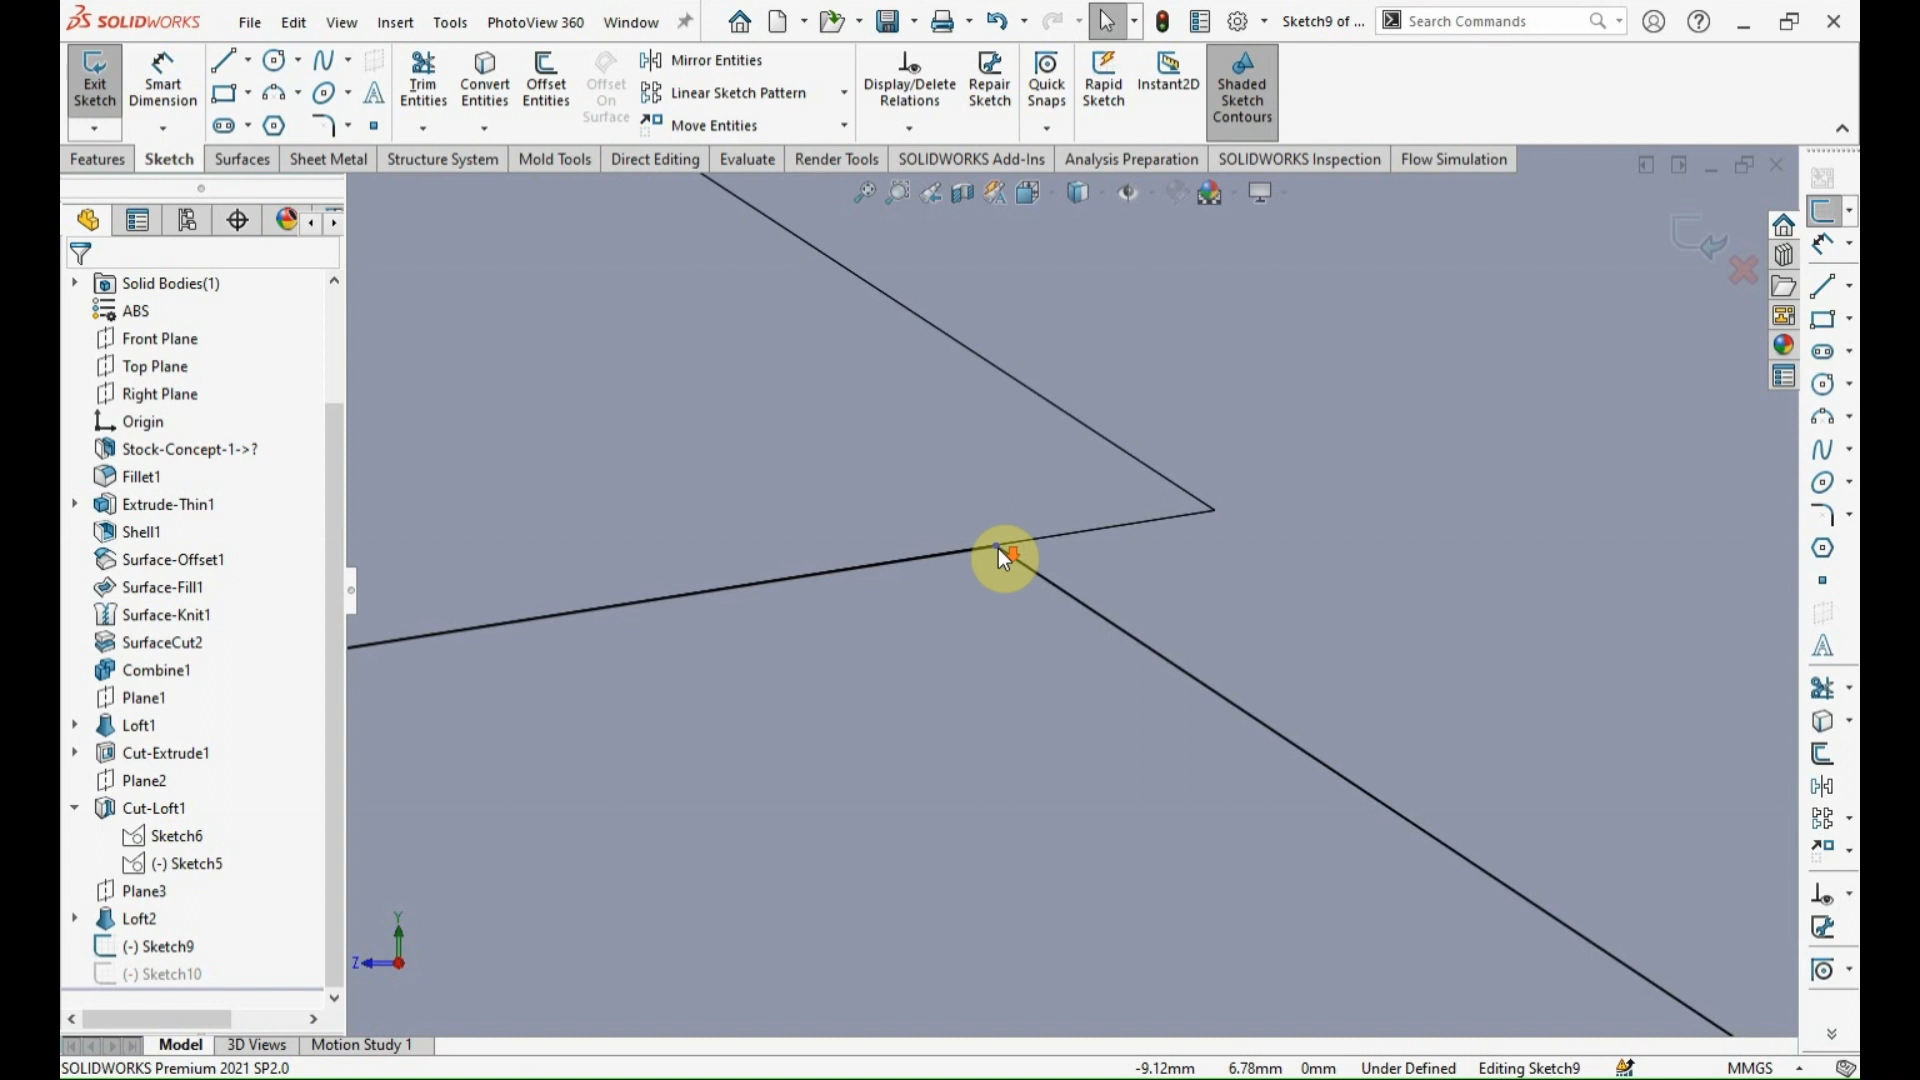 SOLIDWORKS File Edit View Insert Tools PhotoView 360 Window Sketch9 of ... Search Commands
Exit Sketch
Smart Dimension
Trim Entities
Convert Entities
Offset Entities
Offset On Surface
Mirror Entities
Linear Sketch Pattern
Move Entities
Display/Delete Relations
Repair Sketch
Quick Snaps
Rapid Sketch
Instant2D
Shaded Sketch Contours
Features Sketch Surfaces Sheet Metal Structure System Mold Tools Direct Editing Evaluate Render Tools SOLIDWORKS Add-Ins Analysis Preparation SOLIDWORKS Inspection Flow Simulation
Solid Bodies(1)
ABS
Front Plane
Top Plane
Right Plane
Origin
Stock-Concept-1->?
Fillet1
Extrude-Thin1
Shell1
Surface-Offset1
Surface-Fill1
Surface-Knit1
SurfaceCut2
Combine1
Plane1
Loft1
Cut-Extrude1
Plane2
Cut-Loft1
Sketch6
(-) Sketch5
Plane3
Loft2
(-) Sketch9
(-) Sketch10
Y
Z
Model 3D Views Motion Study 1
SOLIDWORKS Premium 2021 SP2.0 -9.12mm 6.78mm 0mm Under Defined Editing Sketch9 MMGS